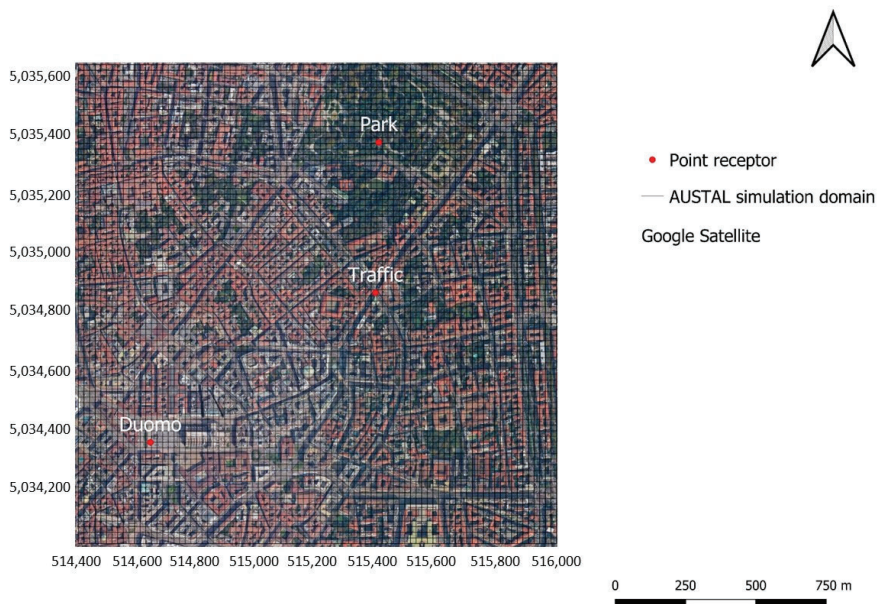 5,035,600
Park
5,035,400
Point receptor
5,035,200
AUSTAL simulation domain
Google Satellite
5,035,000
Traffic
5,034,800
5,034,600
Duomo
5,034,400
5,034,200
514,400 514,600 514,800 515,000 515,200 515,400 515,600 515,800 516,000
0 250 500 750 m